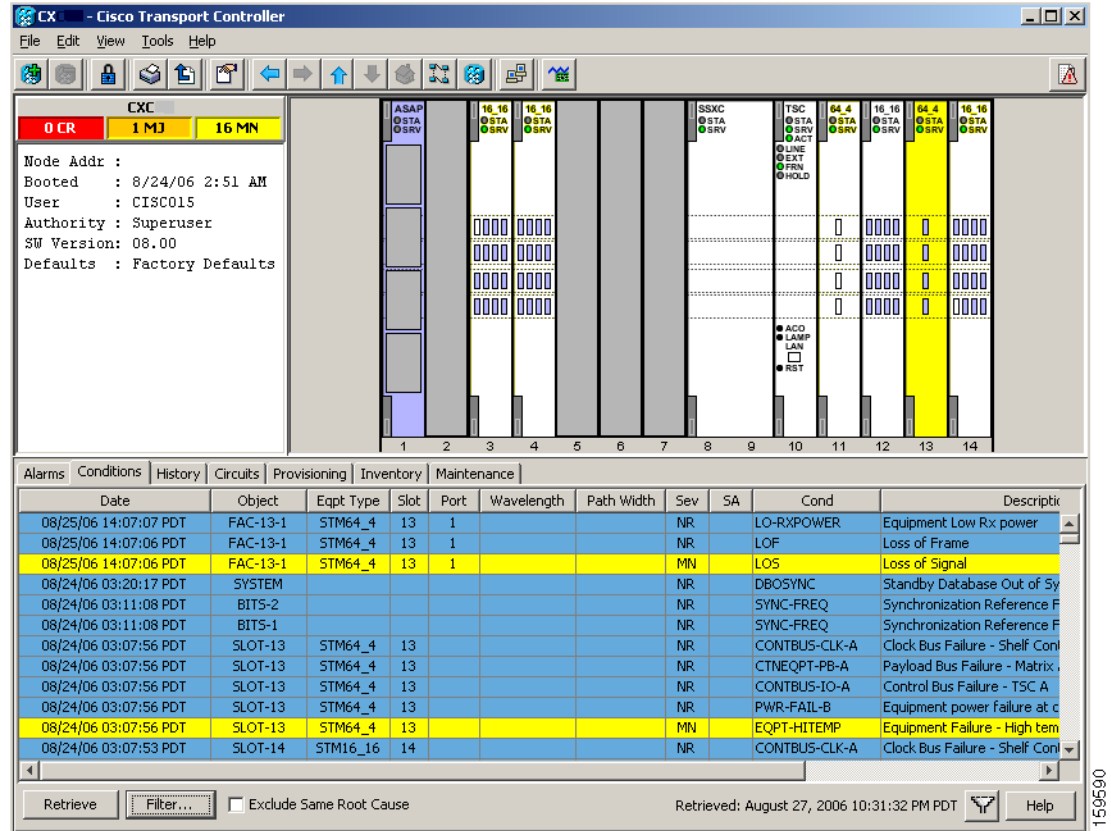 CX - Cisco Transport Controller
File Edit View Tools Help
CXC
0 CR 1 MJ 16 MN
Node Addr :
Booted : 8/24/06 2:51 AM
User : CISCO15
Authority : Superuser
SW Version: 08.00
Defaults : Factory Defaults
ASAP 16_16 16_16 SSXC TSC 64_4 16_16 64_4 16_16
STA STA STA STA STA STA STA STA STA
SRV SRV SRV SRV SRV SRV SRV SRV SRV
ACT
LINE
EXT
FRN
HOLD
ACO
LAMP
LAN
RST
1 2 3 4 5 6 7 8 9 10 11 12 13 14
Alarms Conditions History Circuits Provisioning Inventory Maintenance
Date Object Eqpt Type Slot Port Wavelength Path Width Sev SA Cond Descriptic
08/25/06 14:07:07 PDT FAC-13-1 STM64_4 13 1 NR LO-RXPOWER Equipment Low Rx power
08/25/06 14:07:06 PDT FAC-13-1 STM64_4 13 1 NR LOF Loss of Frame
08/25/06 14:07:06 PDT FAC-13-1 STM64_4 13 1 MN LOS Loss of Signal
08/24/06 03:20:17 PDT SYSTEM NR DBOSYNC Standby Database Out of Sy
08/24/06 03:11:08 PDT BITS-2 NR SYNC-FREQ Synchronization Reference F
08/24/06 03:11:08 PDT BITS-1 NR SYNC-FREQ Synchronization Reference F
08/24/06 03:07:56 PDT SLOT-13 STM64_4 13 NR CONTBUS-CLK-A Clock Bus Failure - Shelf Cont
08/24/06 03:07:56 PDT SLOT-13 STM64_4 13 NR CTNEQPT-PB-A Payload Bus Failure - Matrix
08/24/06 03:07:56 PDT SLOT-13 STM64_4 13 NR CONTBUS-IO-A Control Bus Failure - TSC A
08/24/06 03:07:56 PDT SLOT-13 STM64_4 13 NR PWR-FAIL-B Equipment power failure at c
08/24/06 03:07:56 PDT SLOT-13 STM64_4 13 MN EQPT-HITEMP Equipment Failure - High tem
08/24/06 03:07:53 PDT SLOT-14 STM16_16 14 NR CONTBUS-CLK-A Clock Bus Failure - Shelf Cont
Retrieve Filter... Exclude Same Root Cause Retrieved: August 27, 2006 10:31:32 PM PDT Help
159590